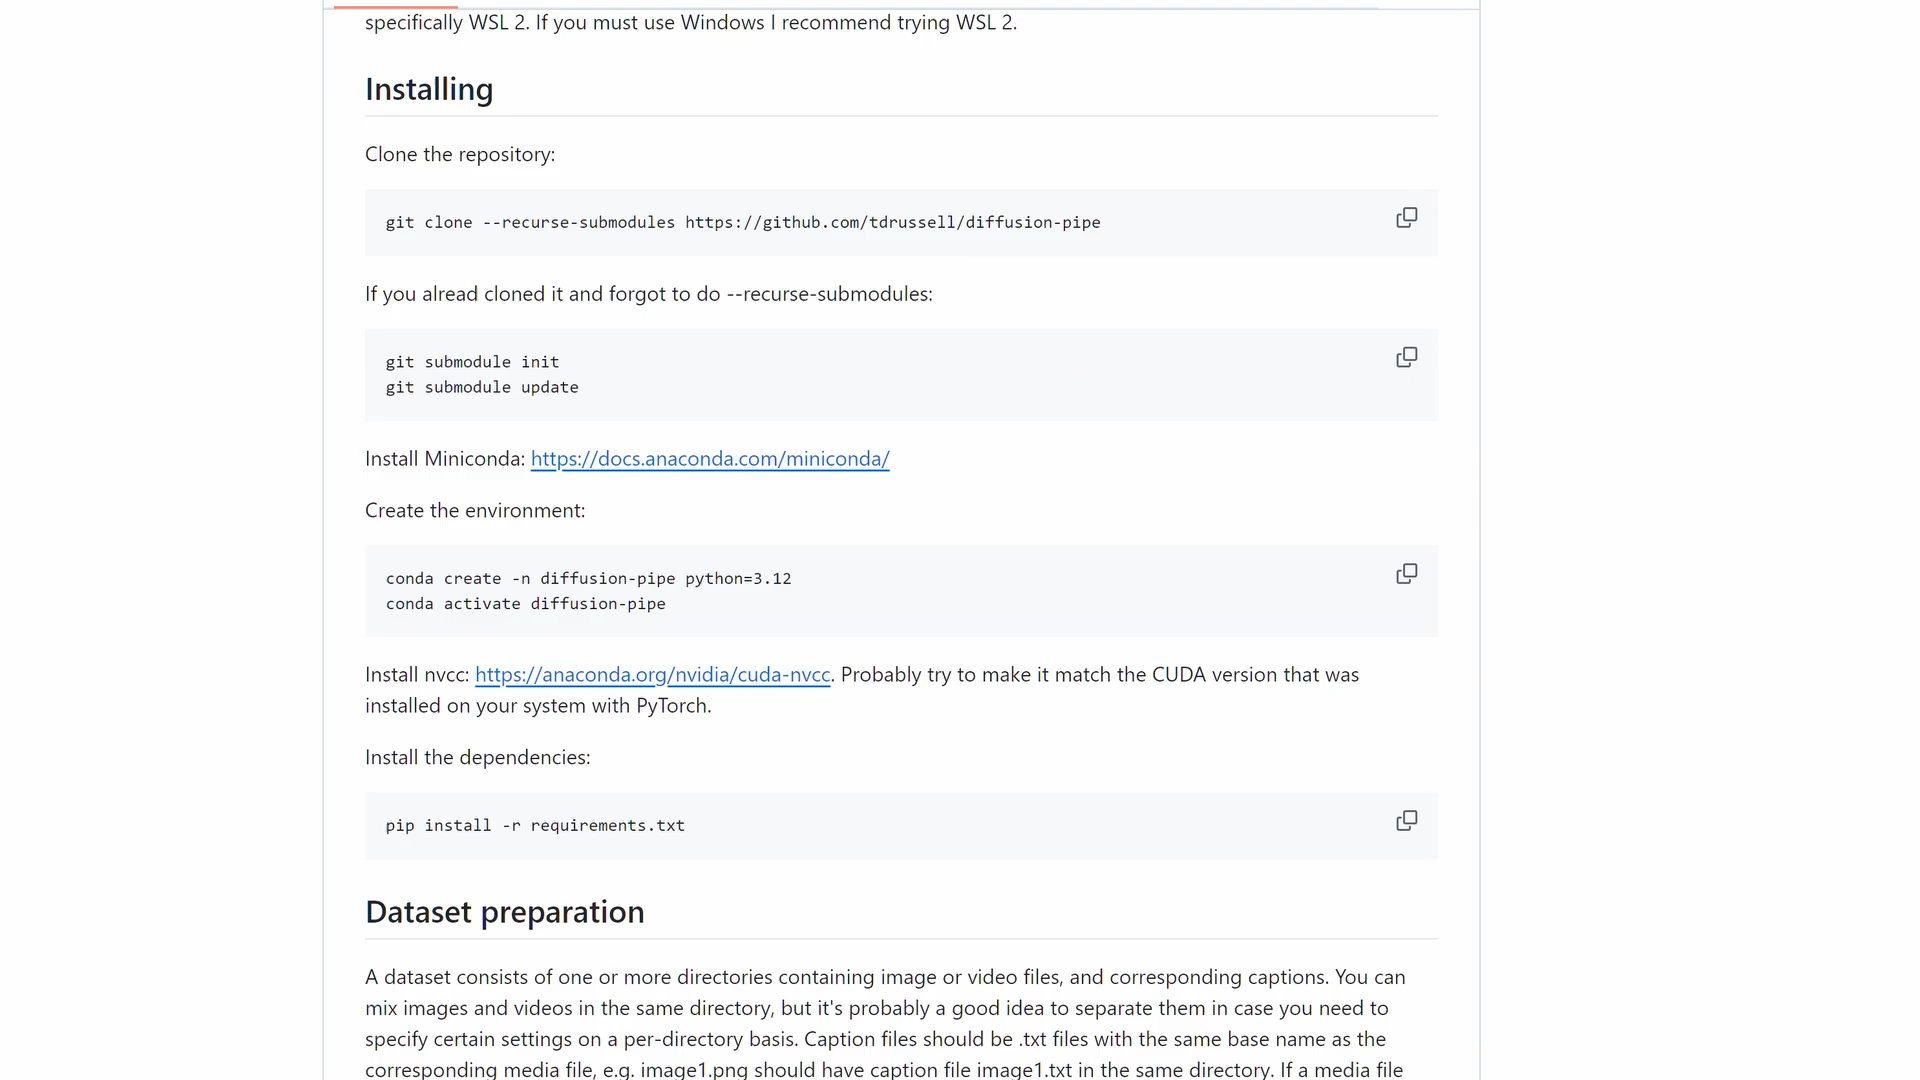 specifically WSL 2. If you must use Windows I recommend trying WSL 2.
Installing
Clone the repository:
git clone --recurse-submodules https://github.com/tdrussell/diffusion-pipe
If you alread cloned it and forgot to do --recurse-submodules:
git submodule init
git submodule update
Install Miniconda: https://docs.anaconda.com/miniconda/
Create the environment:
conda create -n diffusion-pipe python=3.12
conda activate diffusion-pipe
Install nvcc: https://anaconda.org/nvidia/cuda-nvcc. Probably try to make it match the CUDA version that was
installed on your system with PyTorch.
Install the dependencies:
pip install -r requirements.txt
Dataset preparation
A dataset consists of one or more directories containing image or video files, and corresponding captions. You can
mix images and videos in the same directory, but it's probably a good idea to separate them in case you need to
specify certain settings on a per-directory basis. Caption files should be .txt files with the same base name as the
corresponding media file, e.g. image1.png should have caption file image1.txt in the same directory. If a media file